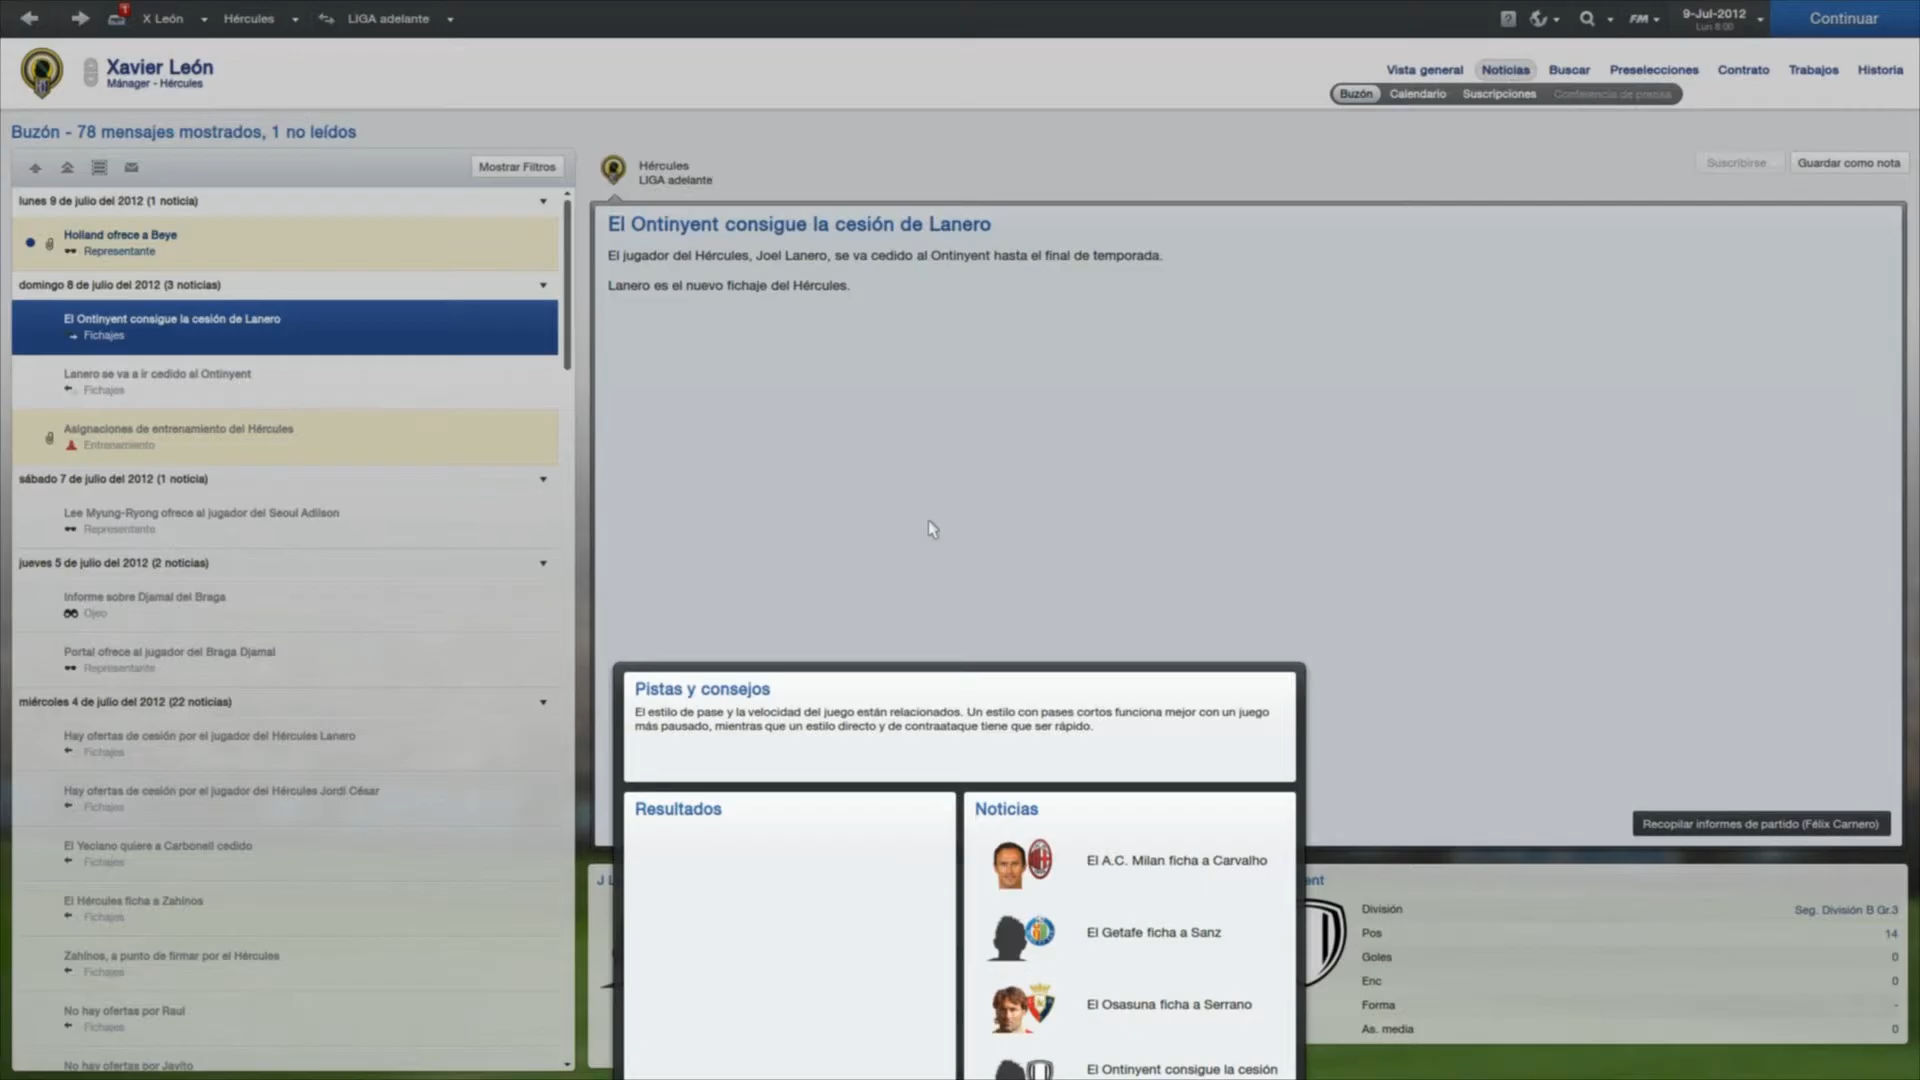 1
X León
Hércules
LIGA adelante
FM
9-Jul-2012
Lun 8:00
Continuar
Xavier León
Mánager - Hércules
Vista general
Noticias
Buscar
Preselecciones
Contrato
Trabajos
Historia
Buzón
Calendario
Suscripciones
Conferencia de prensa
Buzón - 78 mensajes mostrados, 1 no leídos
Mostrar Filtros
lunes 9 de julio del 2012 (1 noticia)
Holland ofrece a Beye
Representante
domingo 8 de julio del 2012 (3 noticias)
El Ontinyent consigue la cesión de Lanero
Fichajes
Lanero se va a ir cedido al Ontinyent
Fichajes
Asignaciones de entrenamiento del Hércules
Entrenamiento
sábado 7 de julio del 2012 (1 noticia)
Lee Myung-Ryong ofrece al jugador del Seoul Adilson
Representante
jueves 5 de julio del 2012 (2 noticias)
Informe sobre Djamal del Braga
Ojeo
Portal ofrece al jugador del Braga Djamal
Representante
miércoles 4 de julio del 2012 (22 noticias)
Hay ofertas de cesión por el jugador del Hércules Lanero
Fichajes
Hay ofertas de cesión por el jugador del Hércules Jordi César
Fichajes
El Yeclano quiere a Carbonell cedido
Fichajes
El Hércules ficha a Zahinos
Fichajes
Zahinos, a punto de firmar por el Hércules
Fichajes
No hay ofertas por Raul
Fichajes
No hay ofertas por Javito
Hércules
LIGA adelante
Suscribirse
Guardar como nota
El Ontinyent consigue la cesión de Lanero
El jugador del Hércules, Joel Lanero, se va cedido al Ontinyent hasta el final de temporada.
Lanero es el nuevo fichaje del Hércules.
Recopilar informes de partido (Félix Carnero)
Pistas y consejos
El estilo de pase y la velocidad del juego están relacionados. Un estilo con pases cortos funciona mejor con un juego
más pausado, mientras que un estilo directo y de contraataque tiene que ser rápido.
Resultados
Noticias
El A.C. Milan ficha a Carvalho
El Getafe ficha a Sanz
El Osasuna ficha a Serrano
El Ontinyent consigue la cesión
J L
ent
División
Seg. División B Gr.3
Pos
14
Goles
0
Enc
0
Forma
-
As. media
0